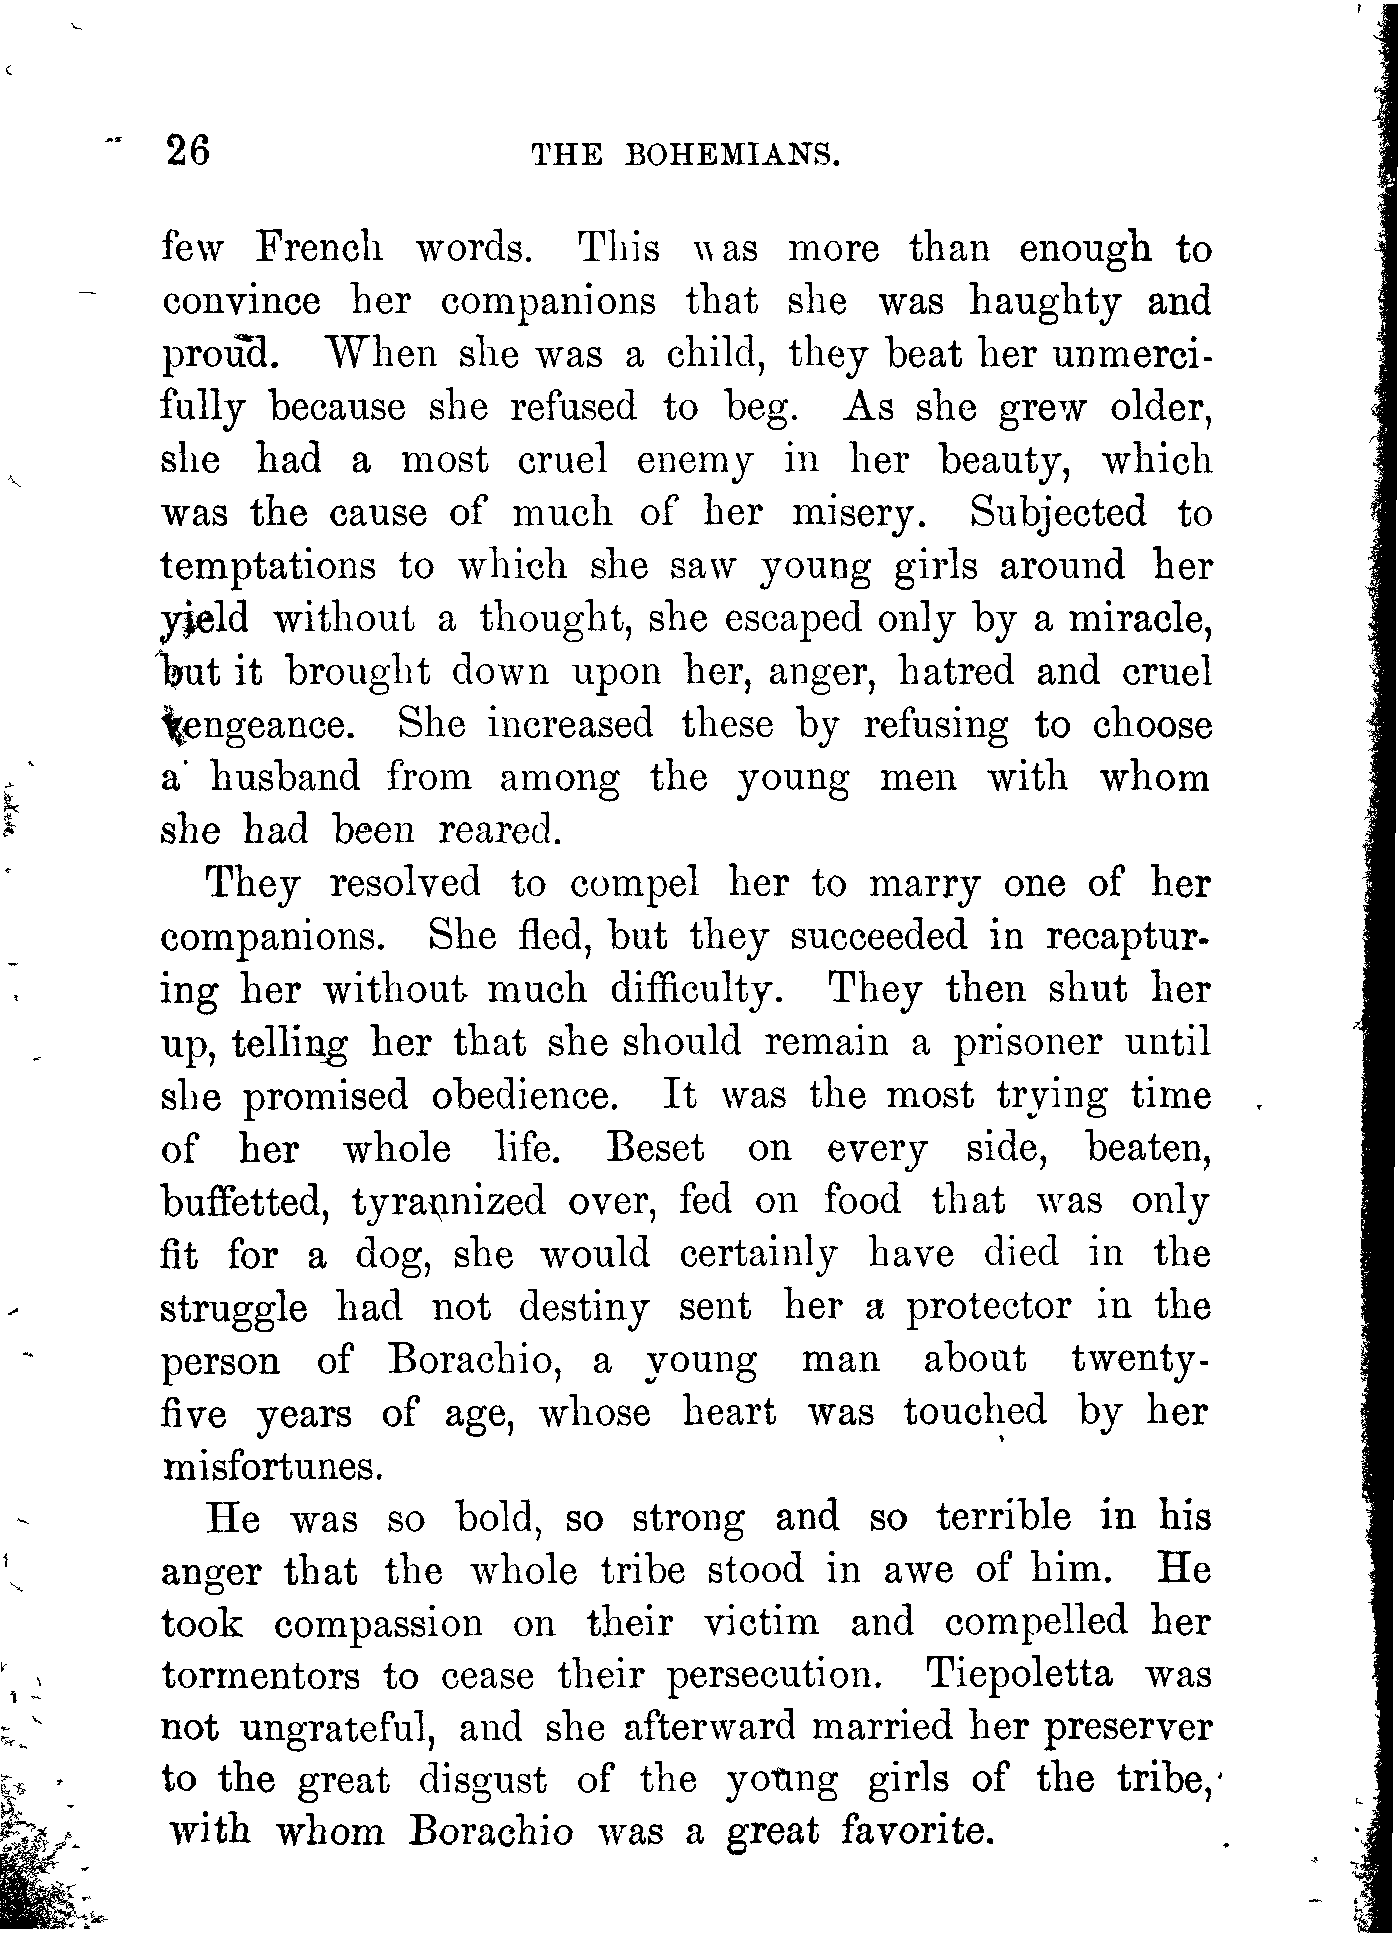 26 THE BOHEMIANS.
few French words. This was more than enough to
convince her companions that she was haughty and
proud. When she was a child, they beat her unmerci-
fully because she refused to beg. As she grew older,
she had a most cruel enemy in her beauty, which
was the cause of much of her misery. Subjected to
temptations to which she saw young girls around her
yield without a thought, she escaped only by a miracle,
but it brought down upon her, anger, hatred and cruel
vengeance. She increased these by refusing to choose
a husband from among the young men with whom
she had been reared.
They resolved to compel her to marry one of her
companions. She fled, but they succeeded in recaptur-
ing her without much difficulty. They then shut her
up, telling her that she should remain a prisoner until
she promised obedience. It was the most trying time
of her whole life. Beset on every side, beaten,
buffetted, tyrannized over, fed on food that was only
fit for a dog, she would certainly have died in the
struggle had not destiny sent her a protector in the
person of Borachio, a young man about twenty-
five years of age, whose heart was touched by her
misfortunes.
He was so bold, so strong and so terrible in his
anger that the whole tribe stood in awe of him. He
took compassion on their victim and compelled her
tormentors to cease their persecution. Tiepoletta was
not ungrateful, and she afterward married her preserver
to the great disgust of the young girls of the tribe,
with whom Borachio was a great favorite.